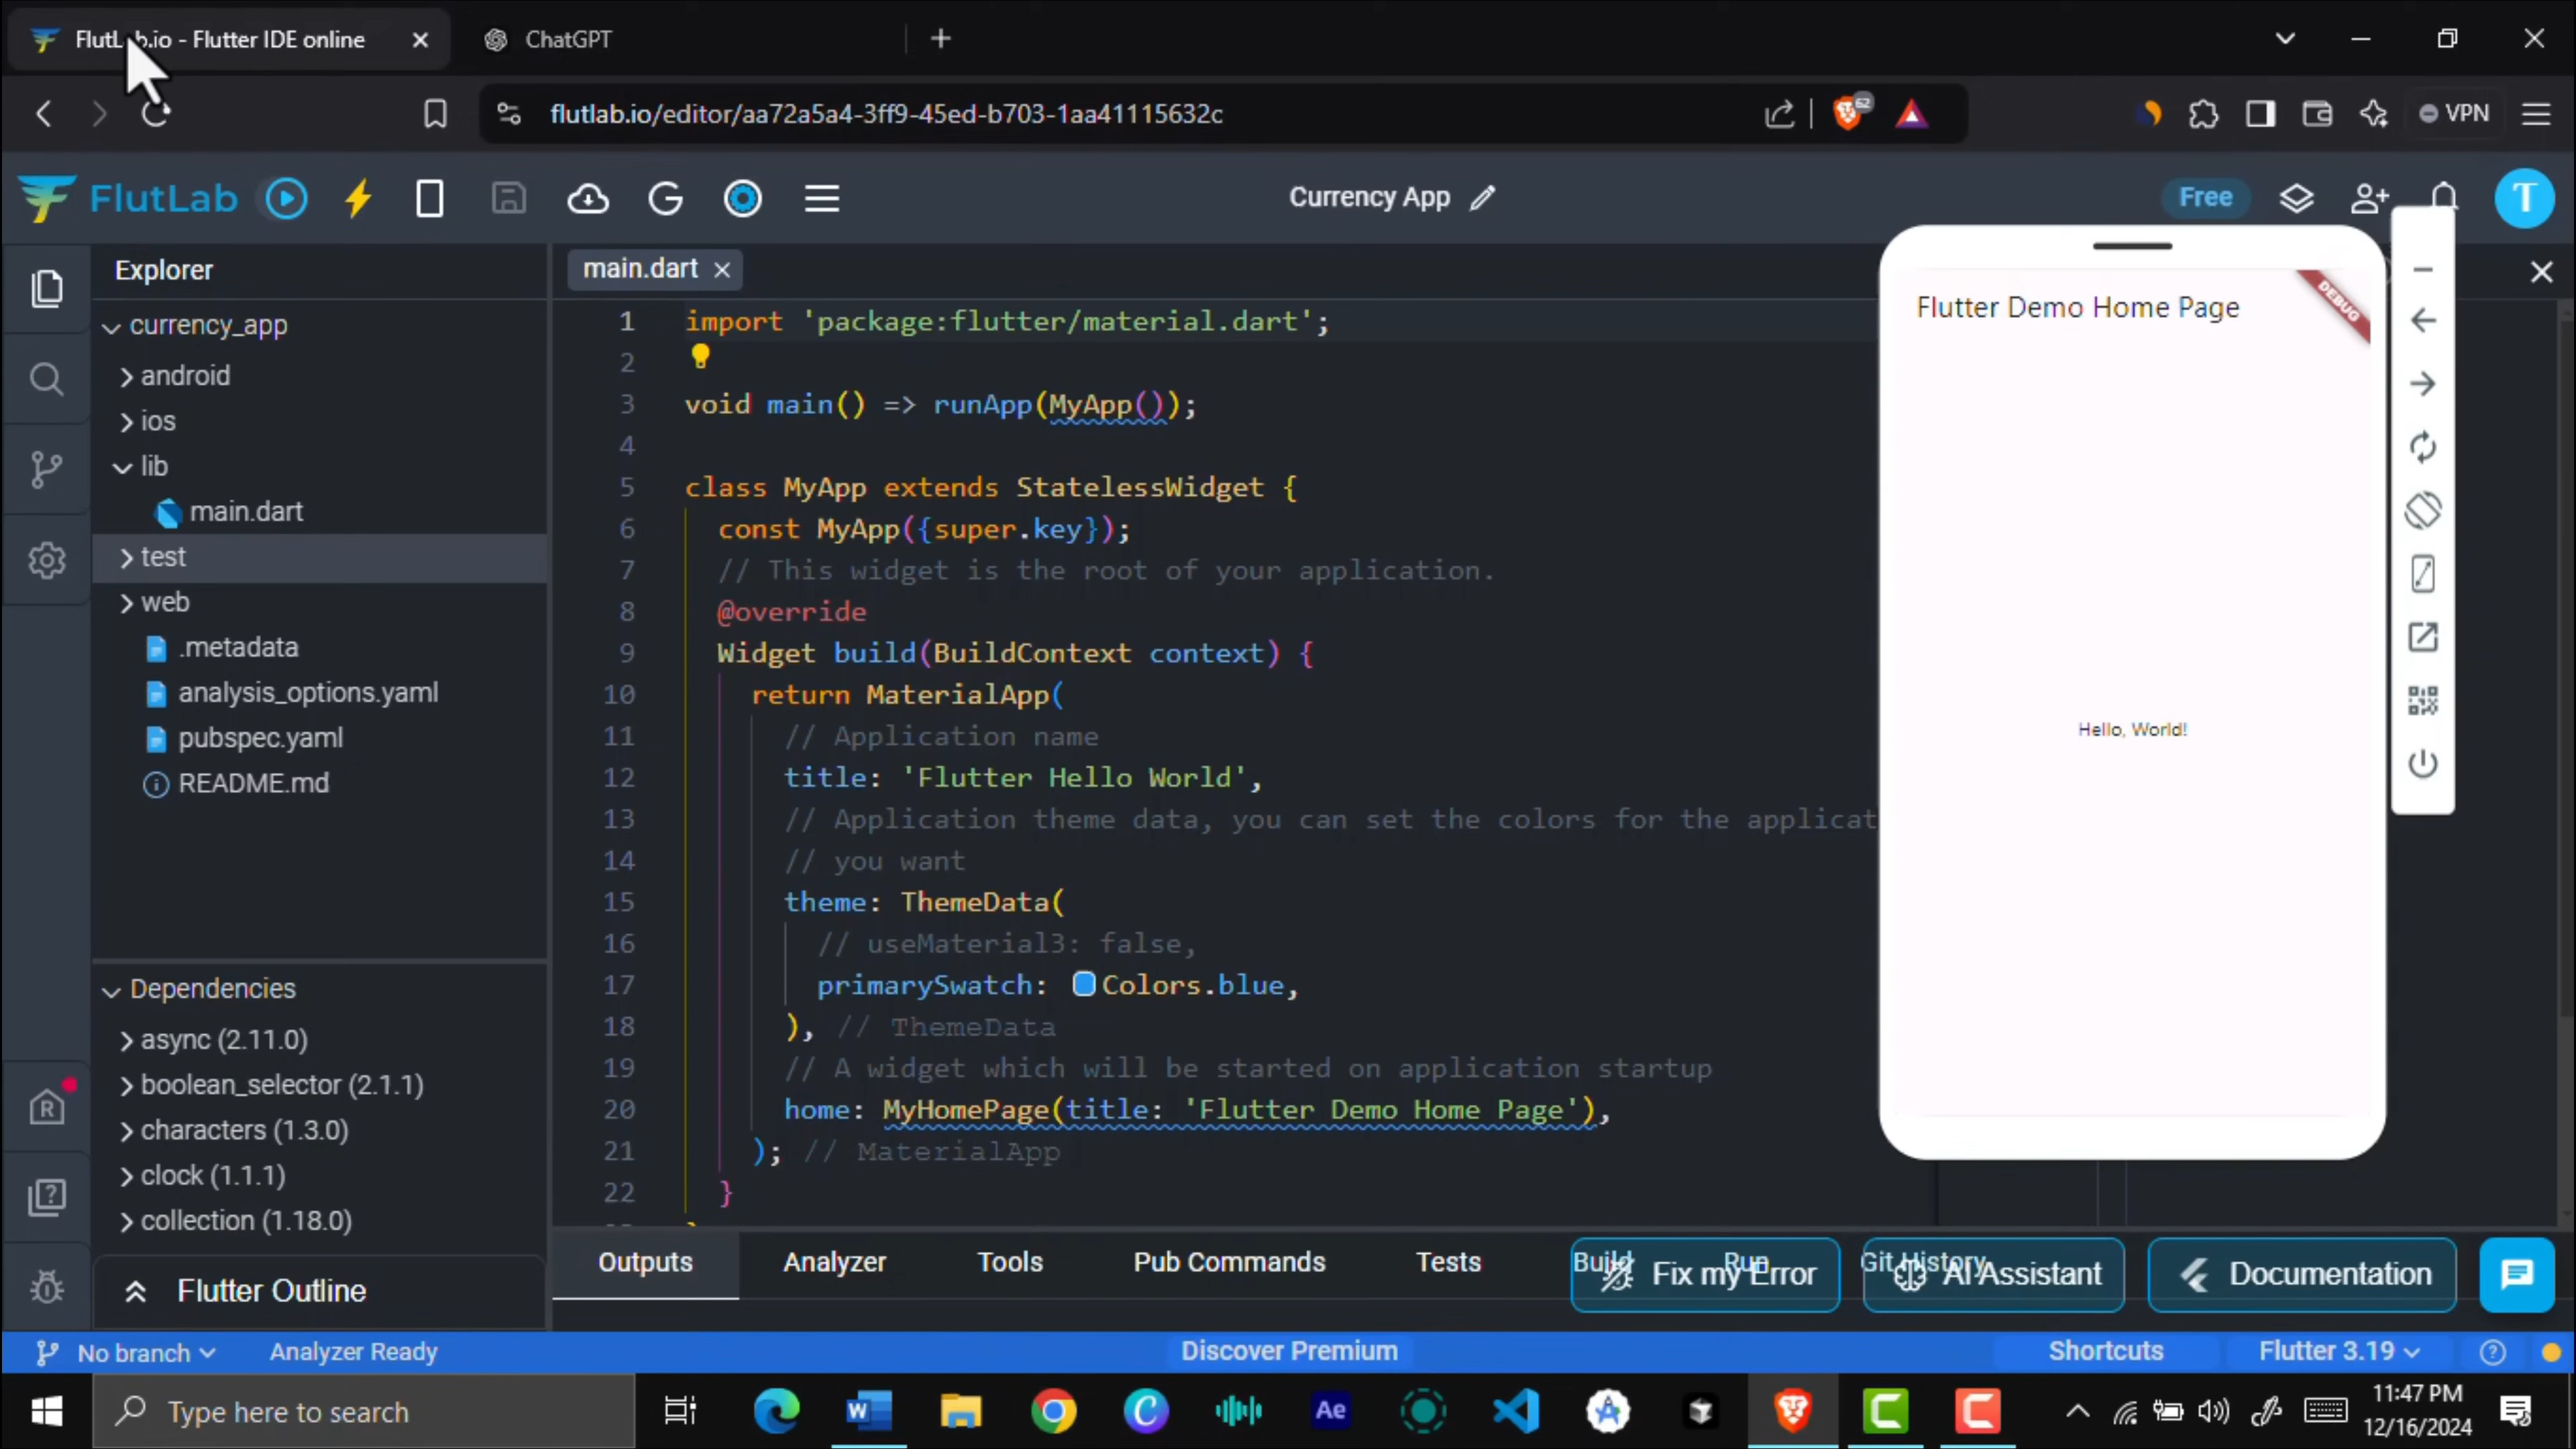 FlutLab.io - Flutter IDE online
ChatGPT
flutlab.io/editor/aa72a5a4-3ff9-45ed-b703-1aa41115632c
62
VPN
FlutLab
Currency App
Free
T
Explorer
currency_app
android
ios
lib
main.dart
test
web
.metadata
analysis_options.yaml
pubspec.yaml
README.md
Dependencies
async (2.11.0)
boolean_selector (2.1.1)
characters (1.3.0)
clock (1.1.1)
collection (1.18.0)
Flutter Outline
main.dart
1 import 'package:flutter/material.dart';
2
3 void main() => runApp(MyApp());
4
5 class MyApp extends StatelessWidget {
6 const MyApp({super.key});
7 // This widget is the root of your application.
8 @override
9 Widget build(BuildContext context) {
10 return MaterialApp(
11 // Application name
12 title: 'Flutter Hello World',
13 // Application theme data, you can set the colors for the applicat
14 // you want
15 theme: ThemeData(
16 // useMaterial3: false,
17 primarySwatch: Colors.blue,
18 ), // ThemeData
19 // A widget which will be started on application startup
20 home: MyHomePage(title: 'Flutter Demo Home Page'),
21 ); // MaterialApp
22 }
Flutter Demo Home Page
DEBUG
Hello, World!
Outputs
Analyzer
Tools
Pub Commands
Tests
Build
Run
Git History
Fix my Error
AI Assistant
Documentation
No branch
Analyzer Ready
Discover Premium
Shortcuts
Flutter 3.19
Type here to search
Ae
11:47 PM
12/16/2024